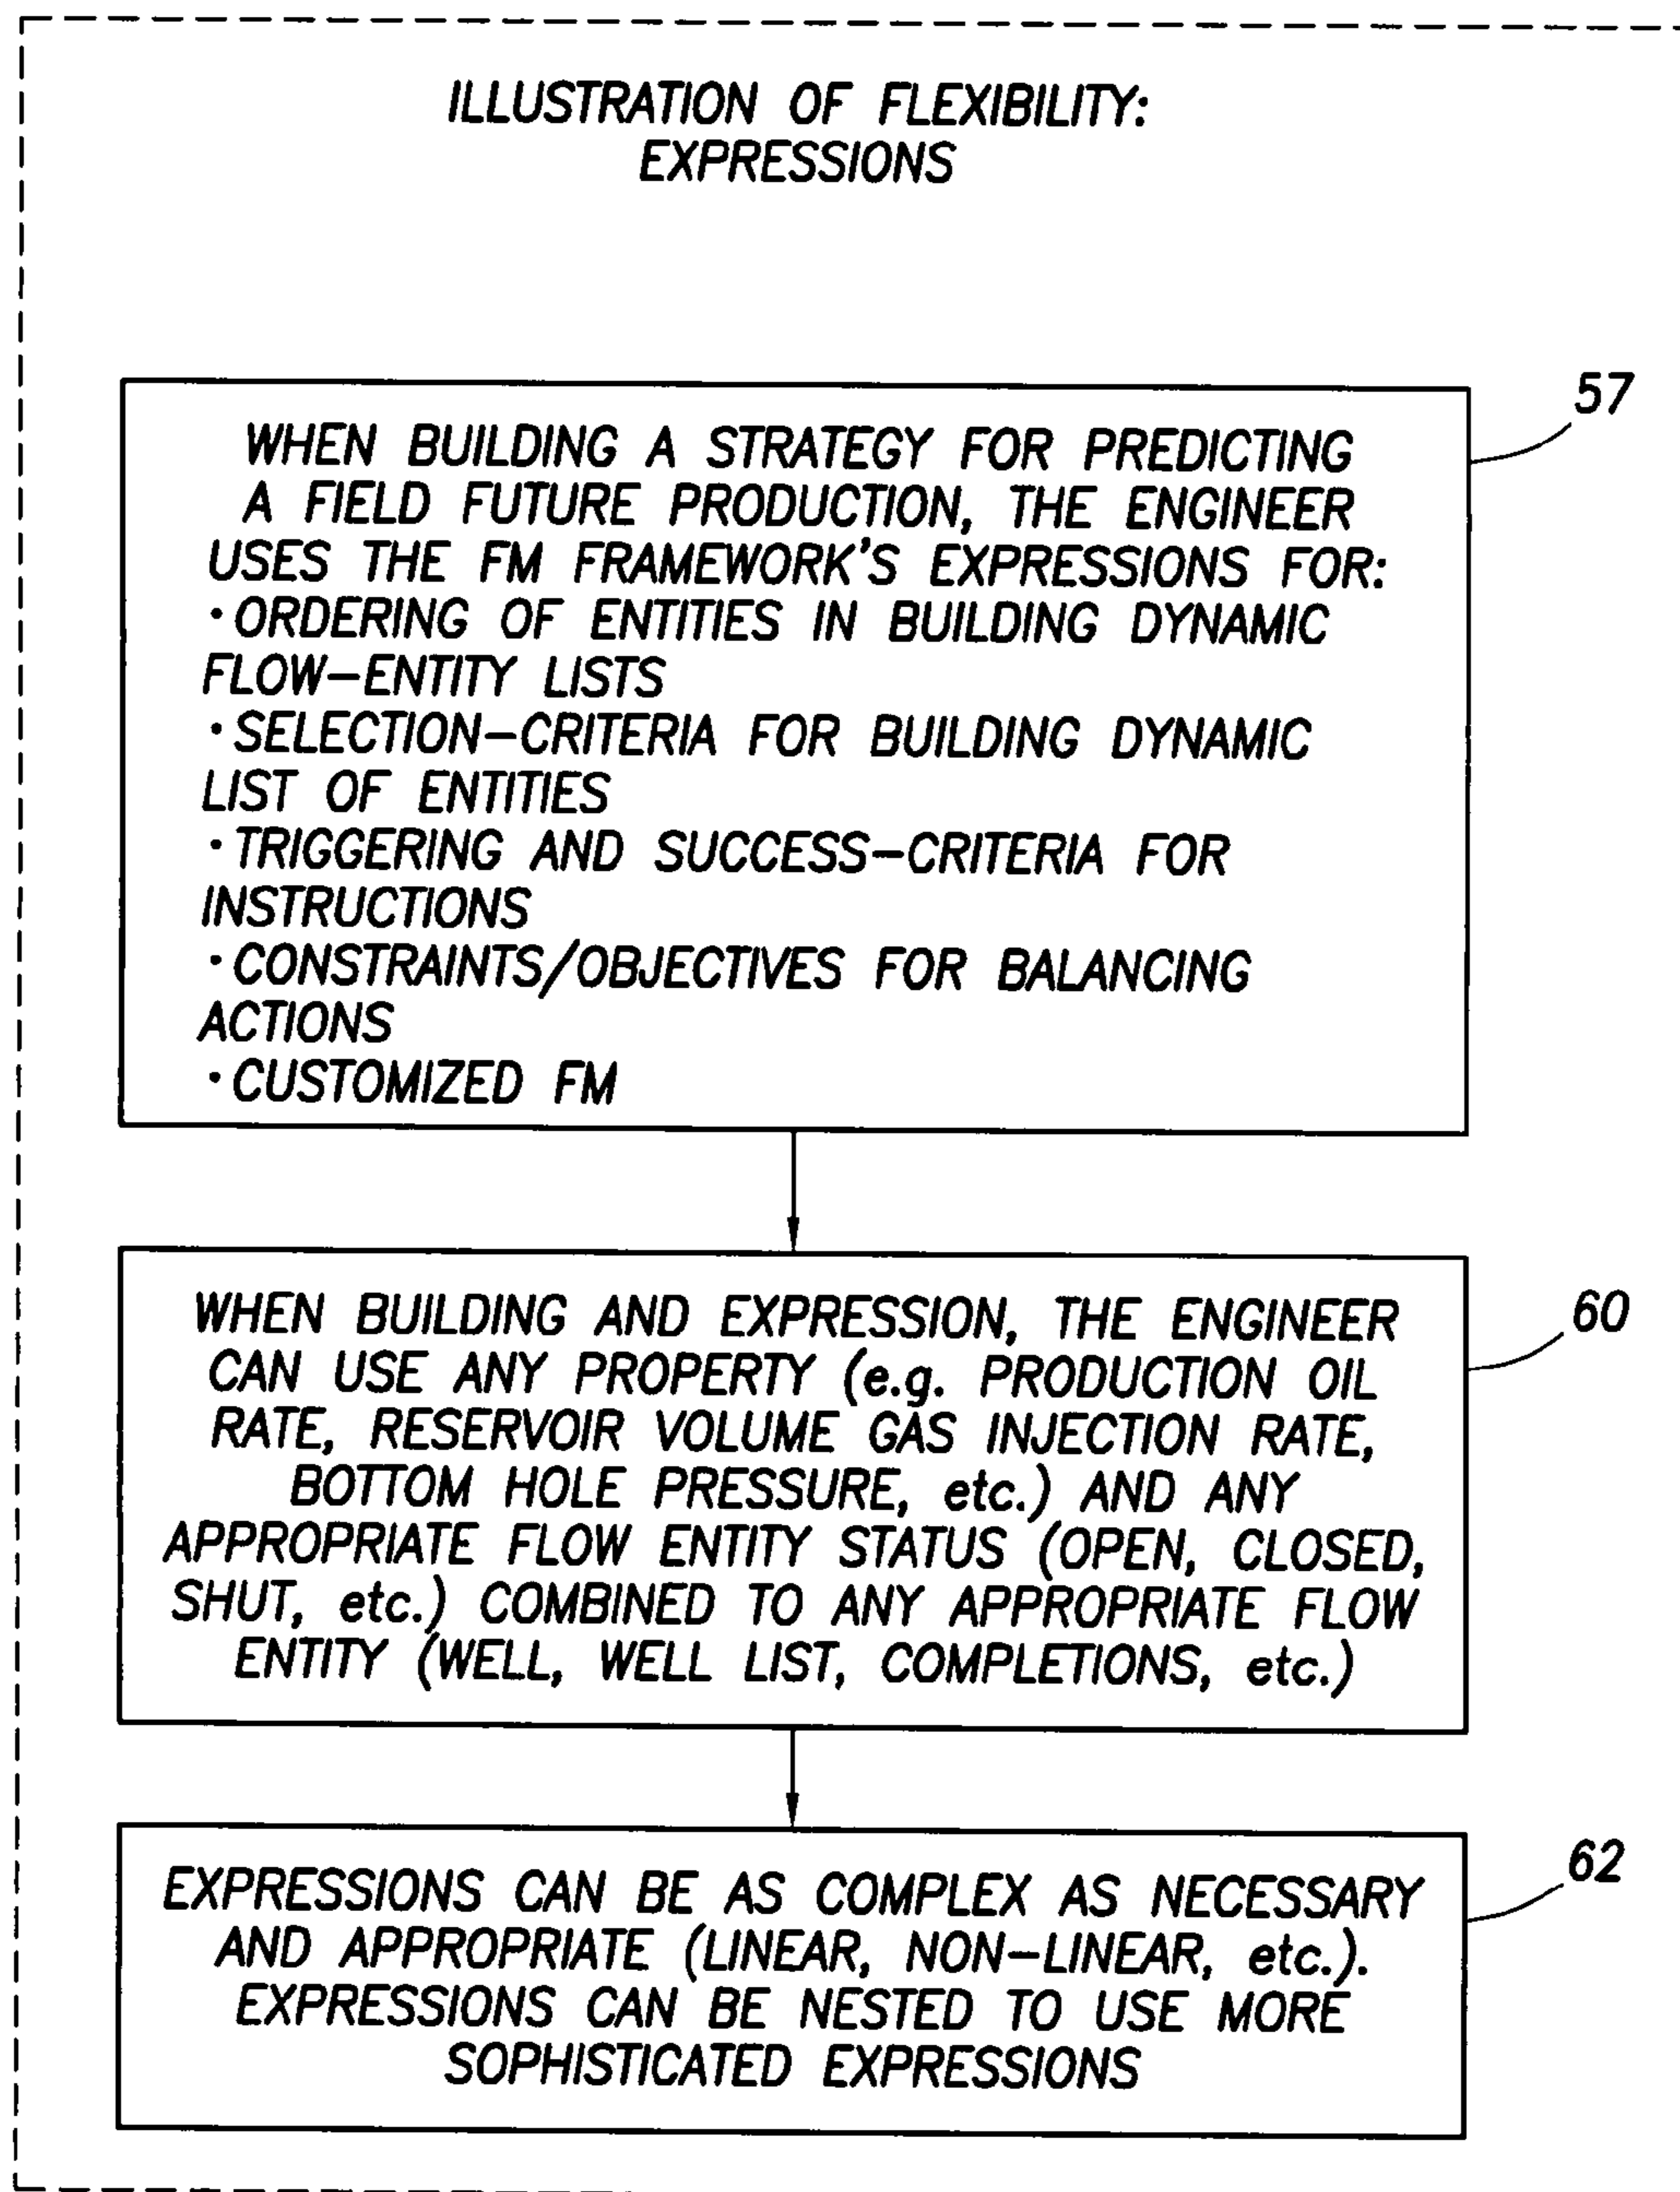 ILLUSTRATION OF FLEXIBILITY:
EXPRESSIONS
57
WHEN BUILDING A STRATEGY FOR PREDICTING
A FIELD FUTURE PRODUCTION, THE ENGINEER
USES THE FM FRAMEWORK'S EXPRESSIONS FOR:
• ORDERING OF ENTITIES IN BUILDING DYNAMIC
FLOW-ENTITY LISTS
• SELECTION-CRITERIA FOR BUILDING DYNAMIC
LIST OF ENTITIES
• TRIGGERING AND SUCCESS-CRITERIA FOR
INSTRUCTIONS
• CONSTRAINTS/OBJECTIVES FOR BALANCING
ACTIONS
• CUSTOMIZED FM
60
WHEN BUILDING AND EXPRESSION, THE ENGINEER
CAN USE ANY PROPERTY (e.g. PRODUCTION OIL
RATE, RESERVOIR VOLUME GAS INJECTION RATE,
BOTTOM HOLE PRESSURE, etc.) AND ANY
APPROPRIATE FLOW ENTITY STATUS (OPEN, CLOSED,
SHUT, etc.) COMBINED TO ANY APPROPRIATE FLOW
ENTITY (WELL, WELL LIST, COMPLETIONS, etc.)
62
EXPRESSIONS CAN BE AS COMPLEX AS NECESSARY
AND APPROPRIATE (LINEAR, NON-LINEAR, etc.).
EXPRESSIONS CAN BE NESTED TO USE MORE
SOPHISTICATED EXPRESSIONS